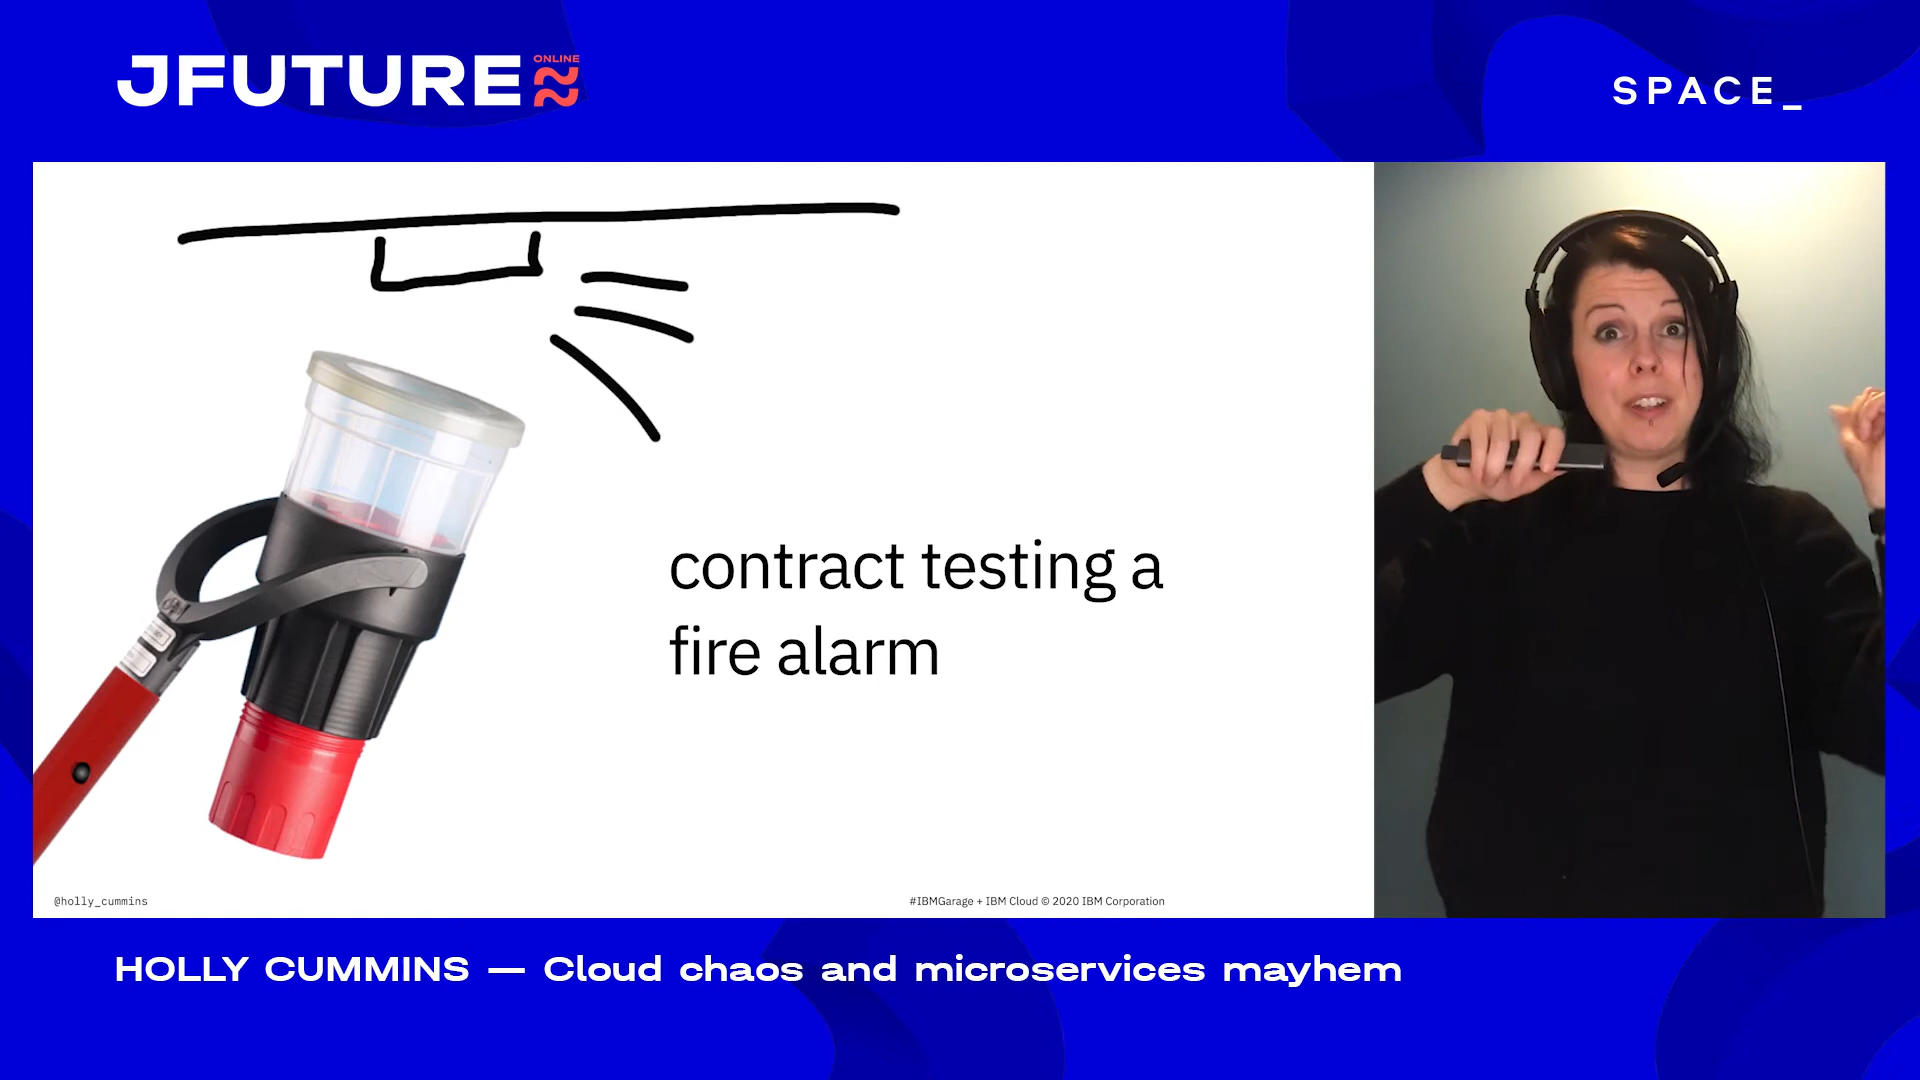 JFUTURE ONLINE
SPACE_
contract testing a
fire alarm
@holly_cummins
#IBMGarage + IBM Cloud © 2020 IBM Corporation
HOLLY CUMMINS — Cloud chaos and microservices mayhem